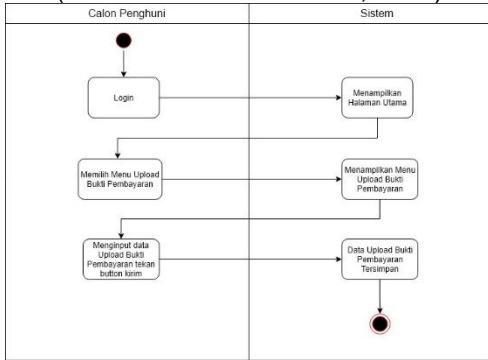 Calon Penghuni
Sistem
Login
Menampilkan
Halaman Utama
Memilih Menu Upload
Bukti Pembayaran
Menampilkan Menu
Upload Bukti
Pembayaran
Menginput data
Upload Bukti
Pembayaran tekan
button kirim
Data Upload Bukti
Pembayaran
Tersimpan